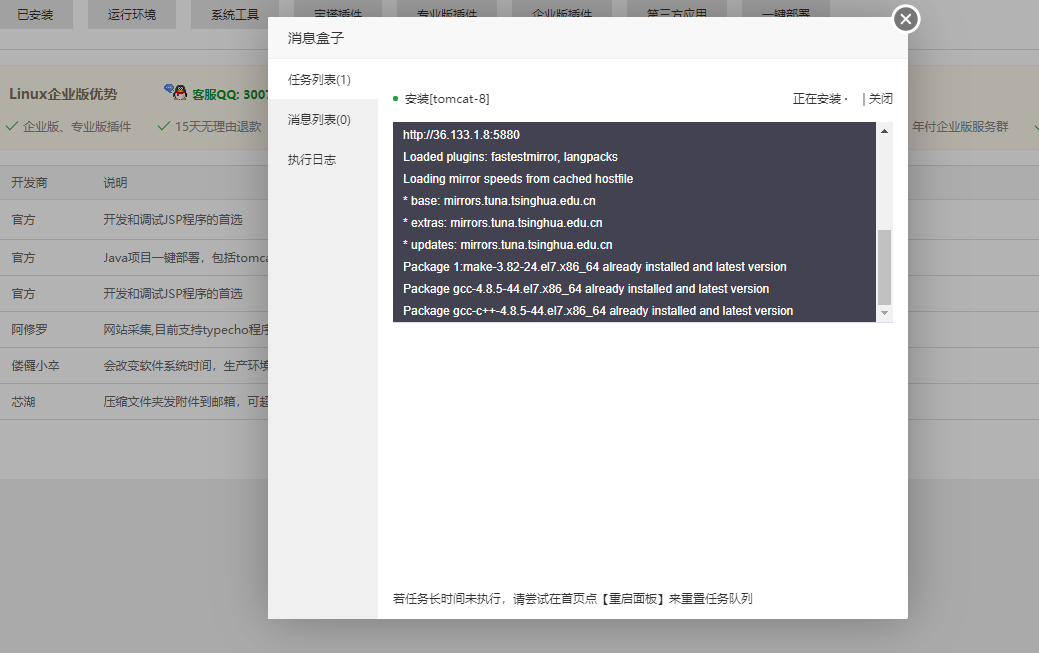 已安装 运行环境 系统工具 宝塔插件 专业版插件 企业版插件 第三方应用 一键部署
消息盒子
任务列表(1)
消息列表(0)
执行日志
安装[tomcat-8] 正在安装· | 关闭
http://36.133.1.8:5880
Loaded plugins: fastestmirror, langpacks
Loading mirror speeds from cached hostfile
* base: mirrors.tuna.tsinghua.edu.cn
* extras: mirrors.tuna.tsinghua.edu.cn
* updates: mirrors.tuna.tsinghua.edu.cn
Package 1:make-3.82-24.el7.x86_64 already installed and latest version
Package gcc-4.8.5-44.el7.x86_64 already installed and latest version
Package gcc-c++-4.8.5-44.el7.x86_64 already installed and latest version
若任务长时间未执行，请尝试在首页点【重启面板】来重置任务队列
Linux企业版优势 客服QQ: 3007
企业版、专业版插件 15天无理由退款 年付企业版服务群
开发商 说明
官方 开发和调试JSP程序的首选
官方 Java项目一键部署，包括tomca
官方 开发和调试JSP程序的首选
阿修罗 网站采集,目前支持typecho程序
偻儸小卒 会改变软件系统时间，生产环境
芯湖 压缩文件夹发附件到邮箱，可超